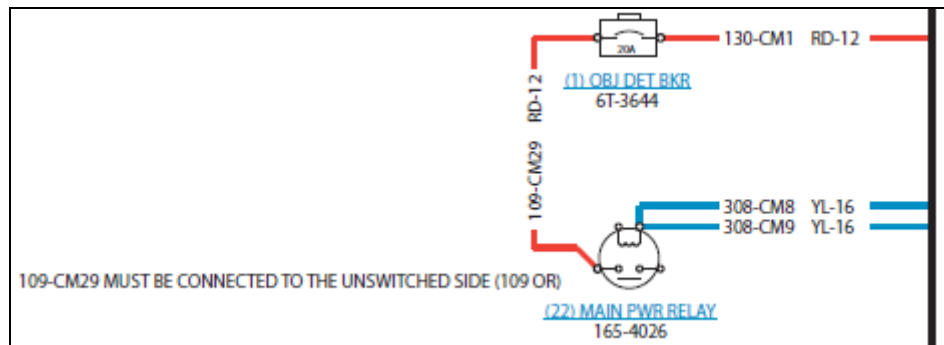 130-CM1 RD-12
20A
(1) OBJ DET BKR
6T-3644
109-CM29 RD-12
308-CM8 YL-16
308-CM9 YL-16
109-CM29 MUST BE CONNECTED TO THE UNSWITCHED SIDE (109 OR)
(22) MAIN PWR RELAY
165-4026